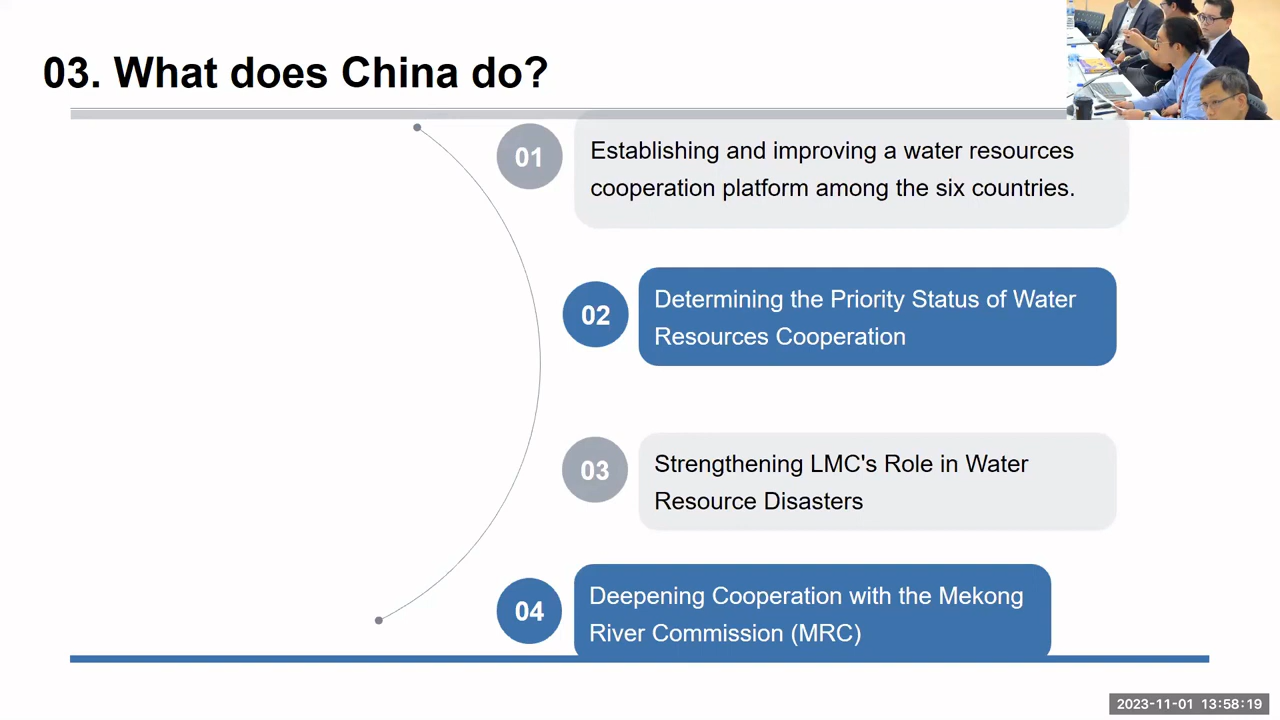 03. What does China do?
01
Establishing and improving a water resources
cooperation platform among the six countries.
02
Determining the Priority Status of Water
Resources Cooperation
03
Strengthening LMC's Role in Water
Resource Disasters
04
Deepening Cooperation with the Mekong
River Commission (MRC)
2023-11-01 13:58:19